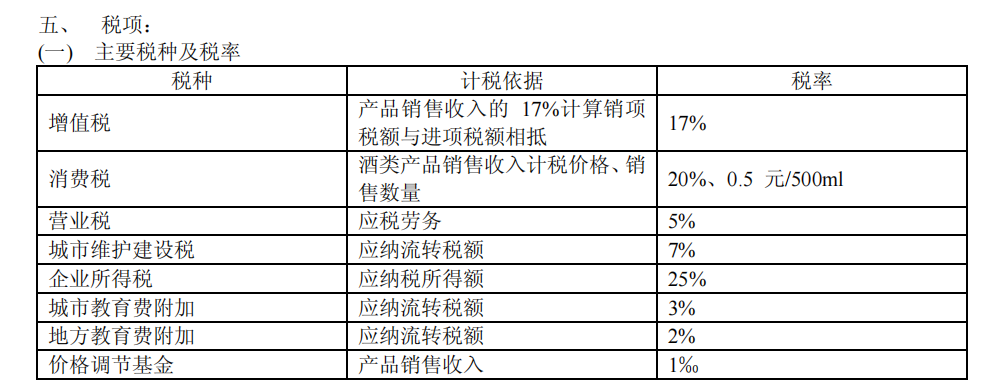 五、 税项：
(一) 主要税种及税率
税种 计税依据 税率
增值税 产品销售收入的 17%计算销项税额与进项税额相抵 17%
消费税 酒类产品销售收入计税价格、销售数量 20%、0.5 元/500ml
营业税 应税劳务 5%
城市维护建设税 应纳流转税额 7%
企业所得税 应纳税所得额 25%
城市教育费附加 应纳流转税额 3%
地方教育费附加 应纳流转税额 2%
价格调节基金 产品销售收入 1‰